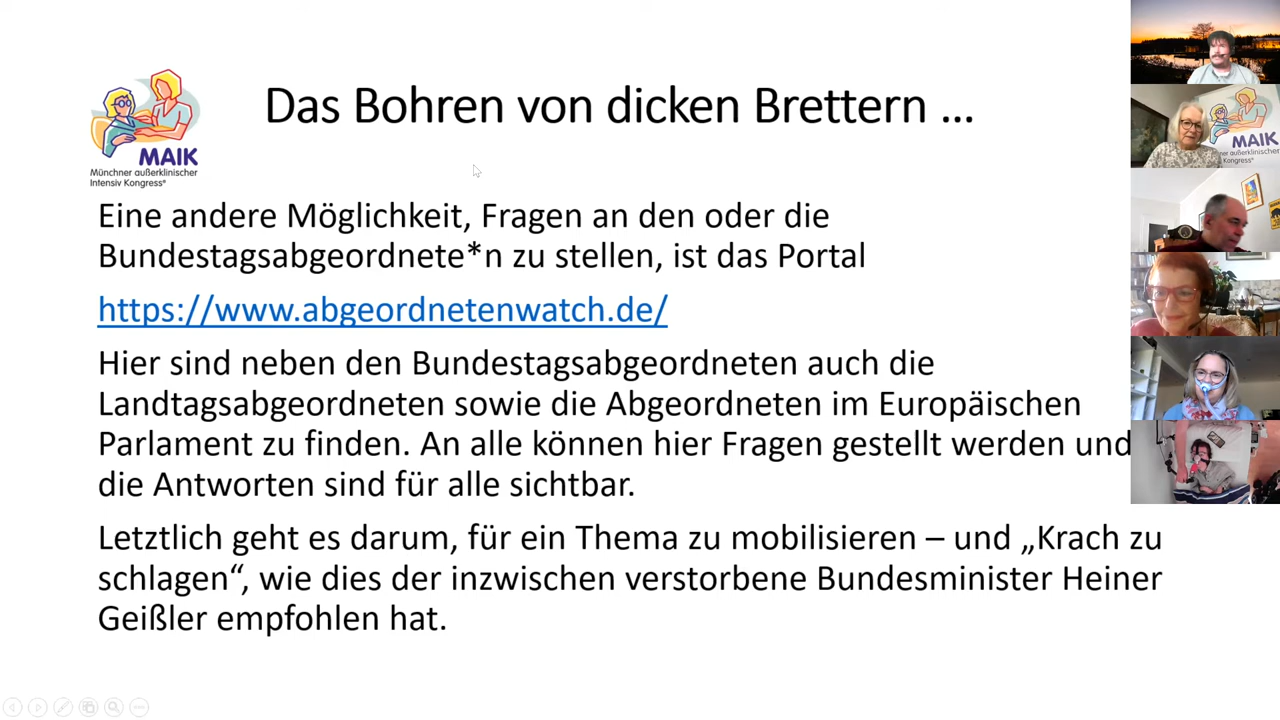 Das Bohren von dicken Brettern ...
MAIK
Münchner außerklinischer
Intensiv Kongress®
Eine andere Möglichkeit, Fragen an den oder die
Bundestagsabgeordnete*n zu stellen, ist das Portal
https://www.abgeordnetenwatch.de/
Hier sind neben den Bundestagsabgeordneten auch die
Landtagsabgeordneten sowie die Abgeordneten im Europäischen
Parlament zu finden. An alle können hier Fragen gestellt werden und
die Antworten sind für alle sichtbar.
Letztlich geht es darum, für ein Thema zu mobilisieren – und „Krach zu
schlagen“, wie dies der inzwischen verstorbene Bundesminister Heiner
Geißler empfohlen hat.
MAIK
Münchner außerklinischer
Intensiv Kongress®